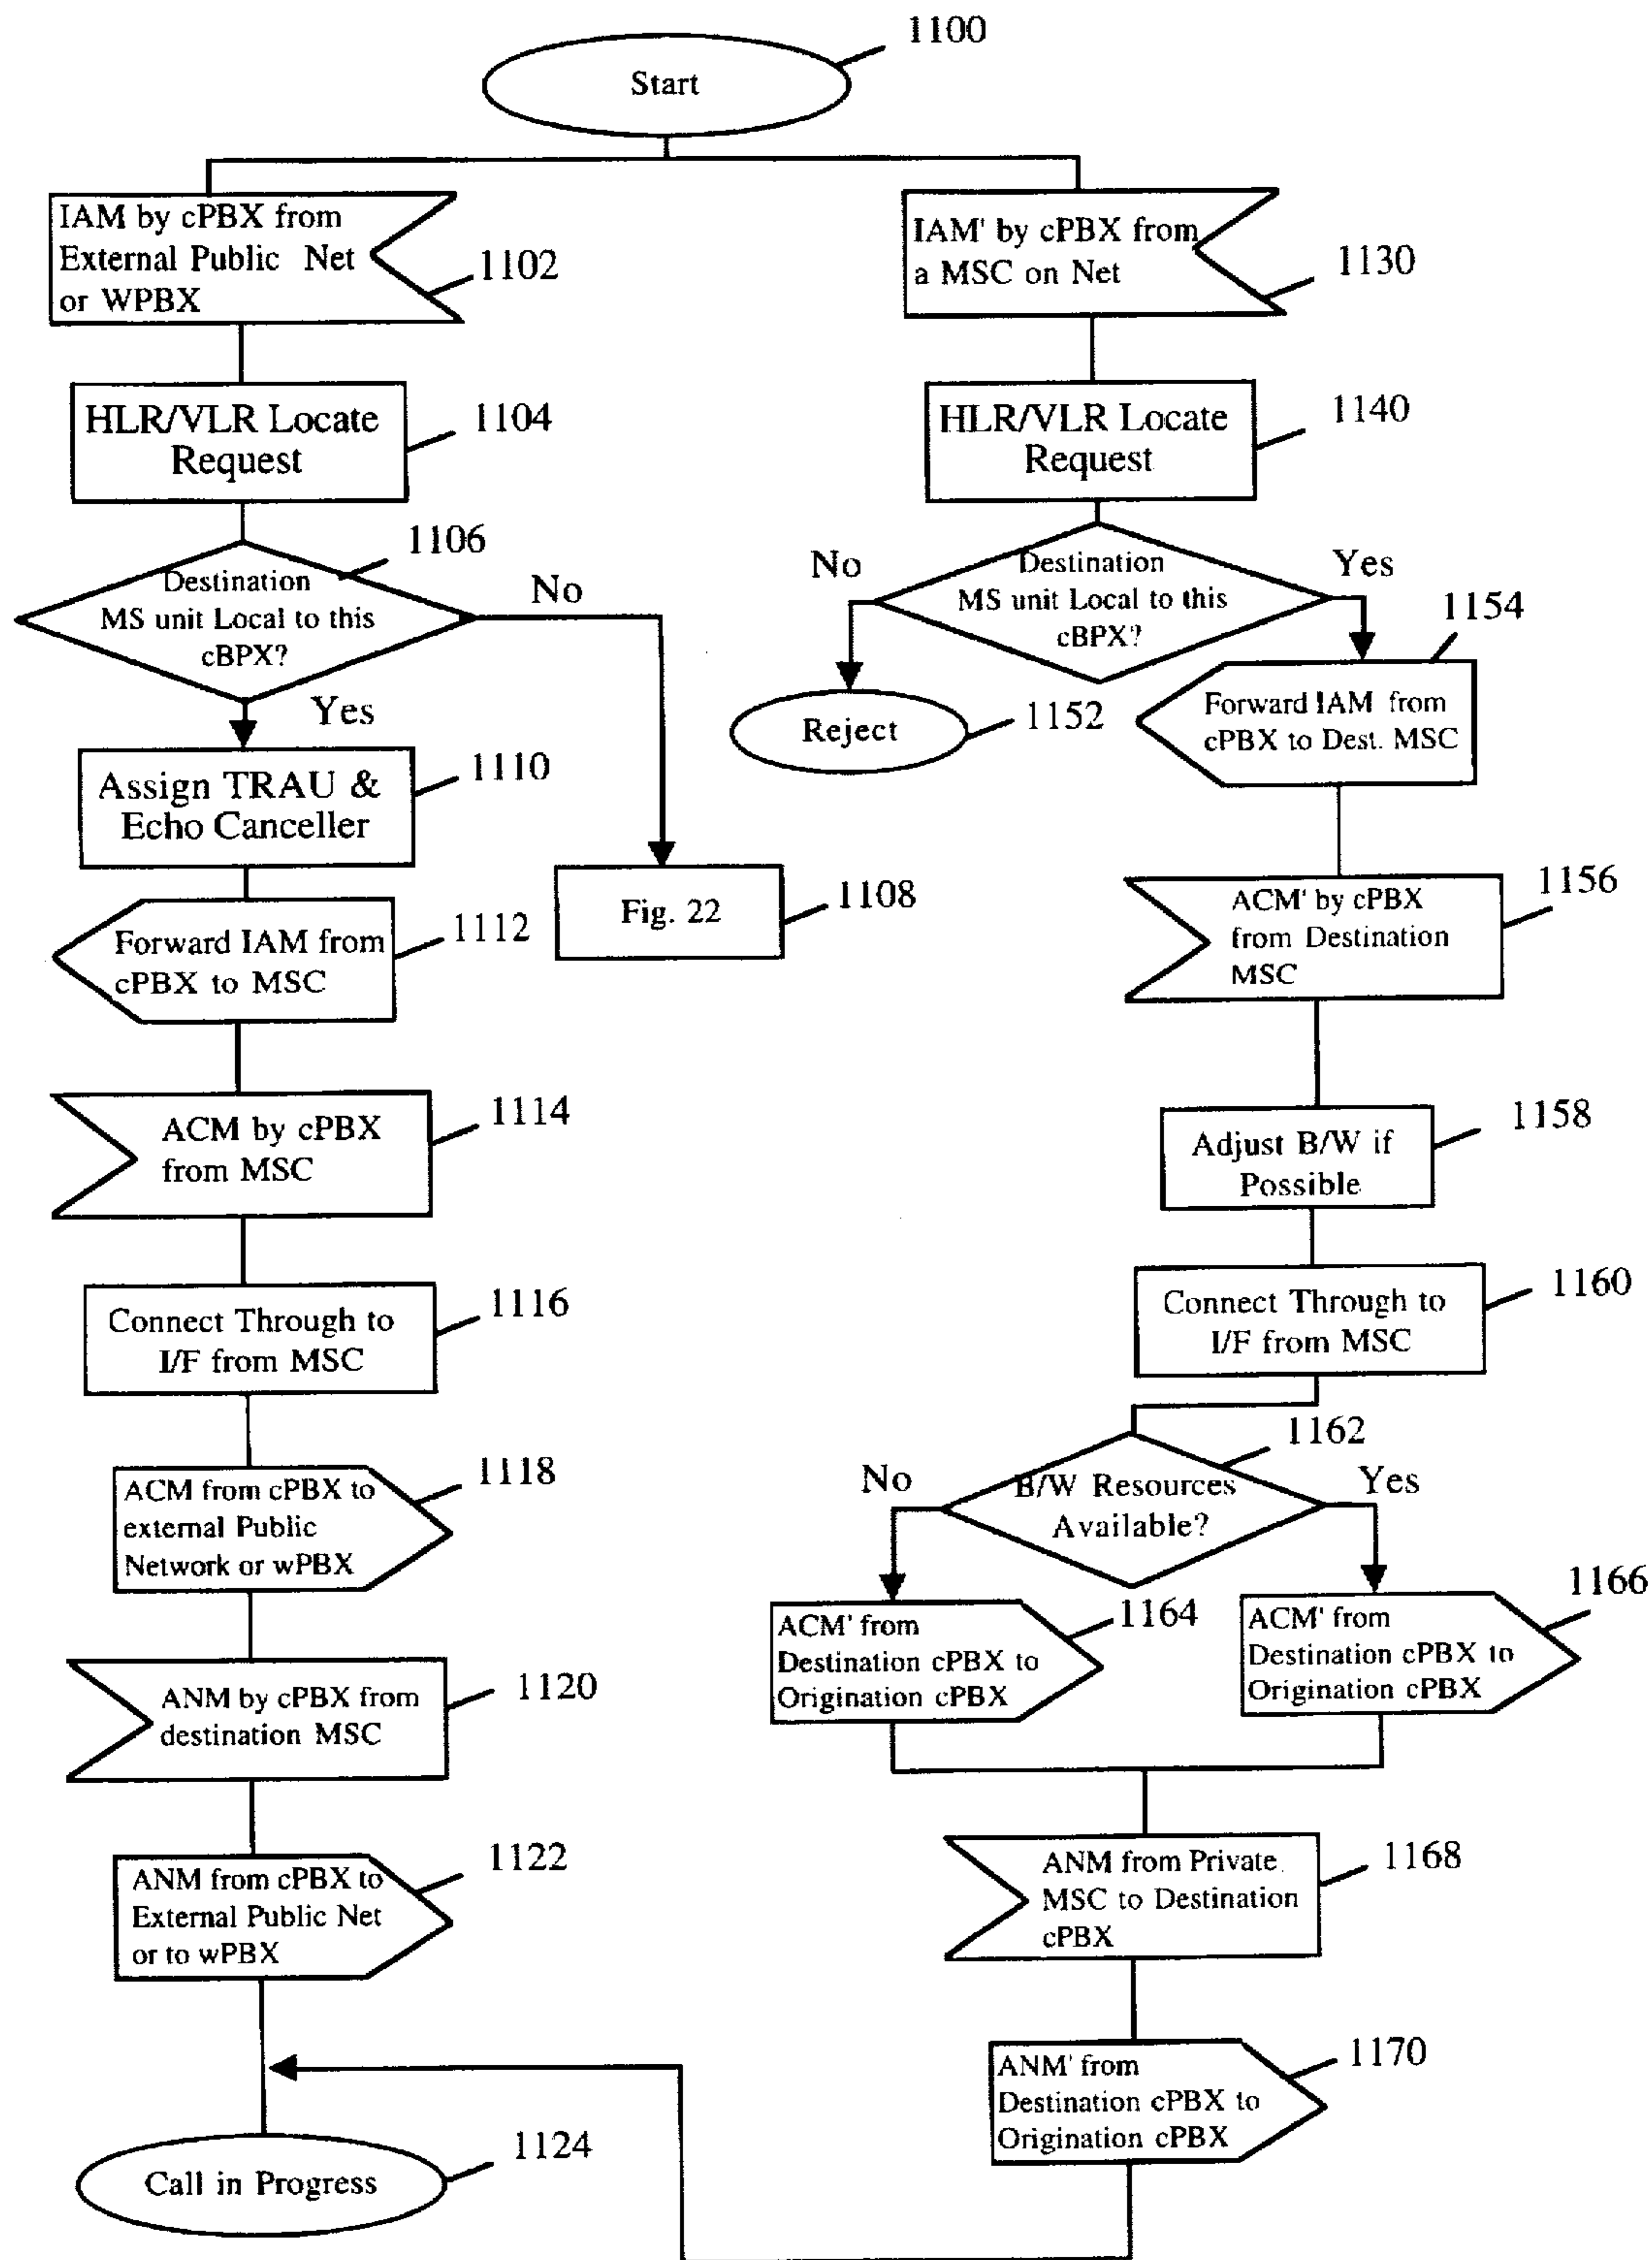 1100
Start
IAM by cPBX from
External Public Net
or WPBX
1102
HLR/VLR Locate
Request
1104
1106
Destination
MS unit Local to this
cBPX?
No
Yes
Assign TRAU &
Echo Canceller
1110
Fig. 22
1108
Forward IAM from
cPBX to MSC
1112
ACM by cPBX
from MSC
1114
Connect Through to
I/F from MSC
1116
ACM from cPBX to
external Public
Network or wPBX
1118
ANM by cPBX from
destination MSC
1120
ANM from cPBX to
External Public Net
or to wPBX
1122
Call in Progress
1124
IAM' by cPBX from
a MSC on Net
1130
HLR/VLR Locate
Request
1140
No
Destination
MS unit Local to this
cBPX?
Yes
Reject
1152
1154
Forward IAM from
cPBX to Dest. MSC
ACM' by cPBX
from Destination
MSC
1156
Adjust B/W if
Possible
1158
Connect Through to
I/F from MSC
1160
1162
No
B/W Resources
Available?
Yes
ACM' from
Destination cPBX to
Origination cPBX
1164
ACM' from
Destination cPBX to
Origination cPBX
1166
ANM from Private
MSC to Destination
cPBX
1168
ANM' from
Destination cPBX to
Origination cPBX
1170